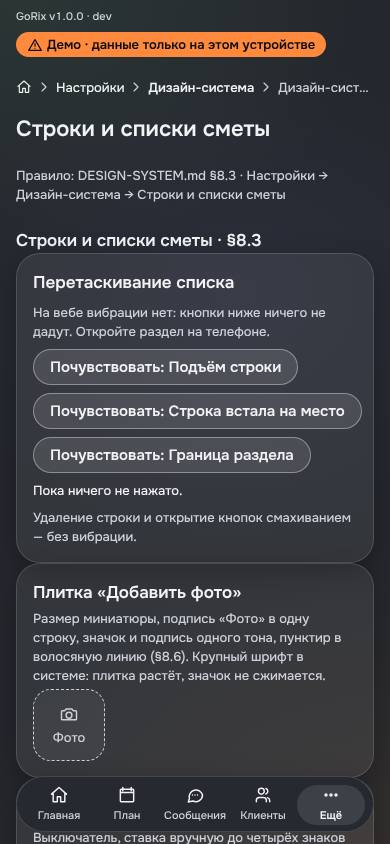 GoRix v1.0.0 · dev
Демо · данные только на этом устройстве
Настройки > Дизайн-система > Дизайн-сист…
Строки и списки сметы
Правило: DESIGN-SYSTEM.md §8.3 · Настройки →
Дизайн-система → Строки и списки сметы
Строки и списки сметы · §8.3
Перетаскивание списка
На вебе вибрации нет: кнопки ниже ничего не
дадут. Откройте раздел на телефоне.
Почувствовать: Подъём строки
Почувствовать: Строка встала на место
Почувствовать: Граница раздела
Пока ничего не нажато.
Удаление строки и открытие кнопок смахиванием
— без вибрации.
Плитка «Добавить фото»
Размер миниатюры, подпись «Фото» в одну
строку, значок и подпись одного тона, пунктир в
волосяную линию (§8.6). Крупный шрифт в
системе: плитка растёт, значок не сжимается.
Фото
Главная План Сообщения Клиенты Ещё
Выключатель, ставка вручную до четырёх знаков